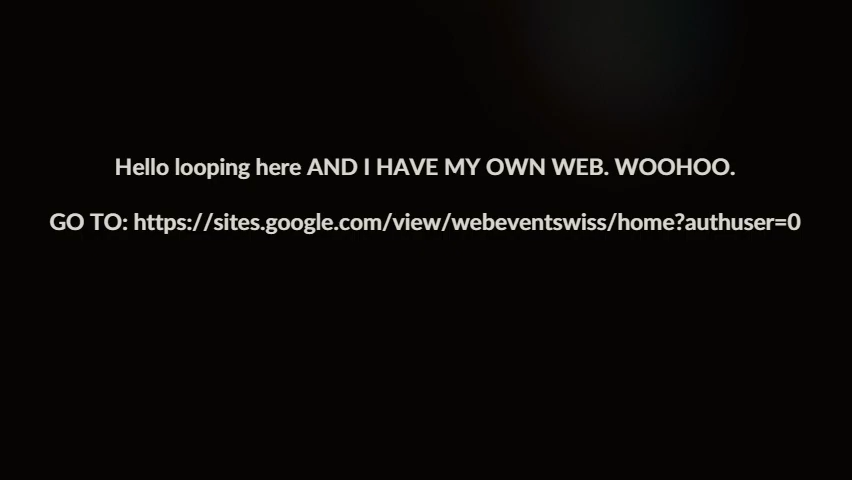 Hello looping here AND I HAVE MY OWN WEB. WOOHOO.
GO TO: https://sites.google.com/view/webeventswiss/home?authuser=0